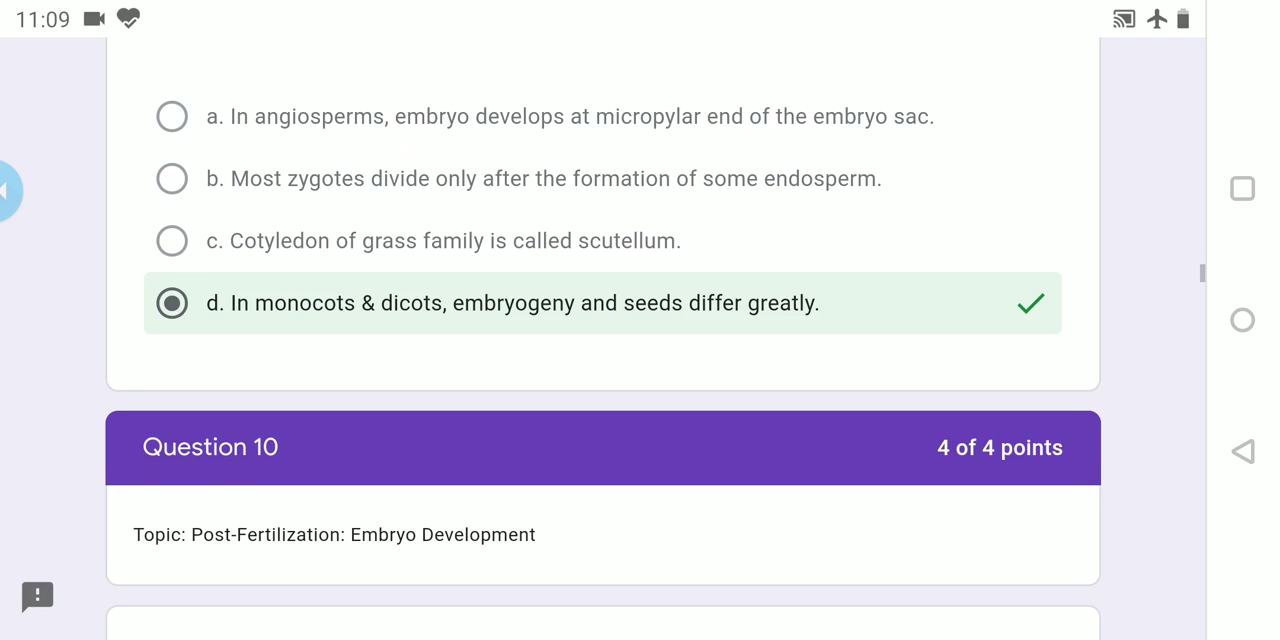 11:09
a. In angiosperms, embryo develops at micropylar end of the embryo sac.
b. Most zygotes divide only after the formation of some endosperm.
c. Cotyledon of grass family is called scutellum.
d. In monocots & dicots, embryogeny and seeds differ greatly.
Question 10 4 of 4 points
Topic: Post-Fertilization: Embryo Development